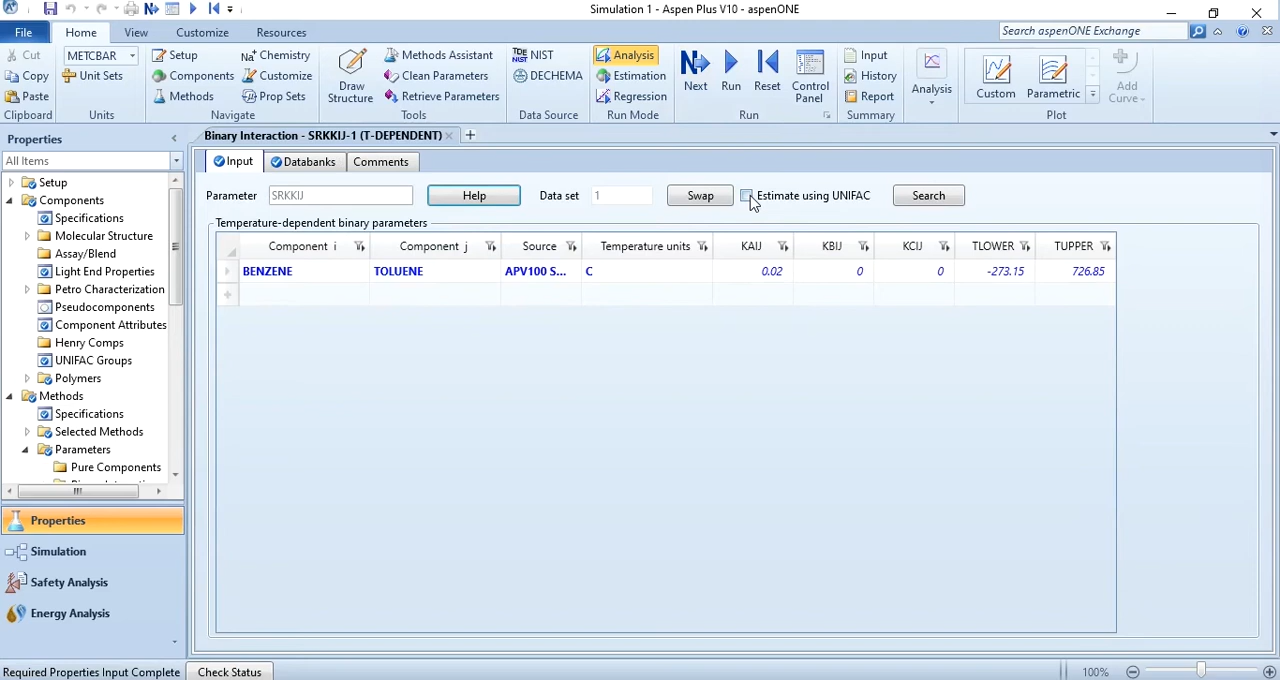 Simulation 1 - Aspen Plus V10 - aspenONE
File Home View Customize Resources Search aspenONE Exchange
Cut METCBAR Setup Chemistry Methods Assistant NIST Analysis Input
Copy Unit Sets Components Customize Draw Structure Clean Parameters DECHEMA Estimation Next Run Reset Control Panel History Analysis Custom Parametric Add Curve
Paste Methods Prop Sets Retrieve Parameters Regression Report
Clipboard Units Navigate Tools Data Source Run Mode Run Summary Plot
Properties Binary Interaction - SRKKIJ-1 (T-DEPENDENT)
All Items Input Databanks Comments
Setup
Components Parameter SRKKIJ Help Data set 1 Swap Estimate using UNIFAC Search
Specifications Temperature-dependent binary parameters
Molecular Structure Component i Component j Source Temperature units KAIJ KBIJ KCIJ TLOWER TUPPER
Assay/Blend
Light End Properties BENZENE TOLUENE APV100 S... C 0.02 0 0 -273.15 726.85
Petro Characterization
Pseudocomponents
Component Attributes
Henry Comps
UNIFAC Groups
Polymers
Methods
Specifications
Selected Methods
Parameters
Pure Components
Properties
Simulation
Safety Analysis
Energy Analysis
Required Properties Input Complete Check Status 100%